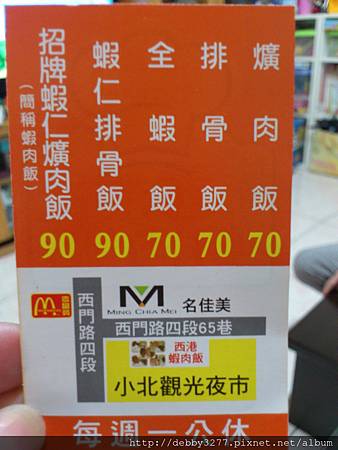 爌肉飯 70
排骨飯 70
全蝦飯 70
蝦仁排骨飯 90
招牌蝦仁爌肉飯 90
(簡稱蝦肉飯)
麥當勞
西門路四段
MING CHIA MEI
名佳美
西門路四段65巷
西港
蝦肉飯
小北觀光夜市
每週一公休
http://debby3277.pixnet.net/album